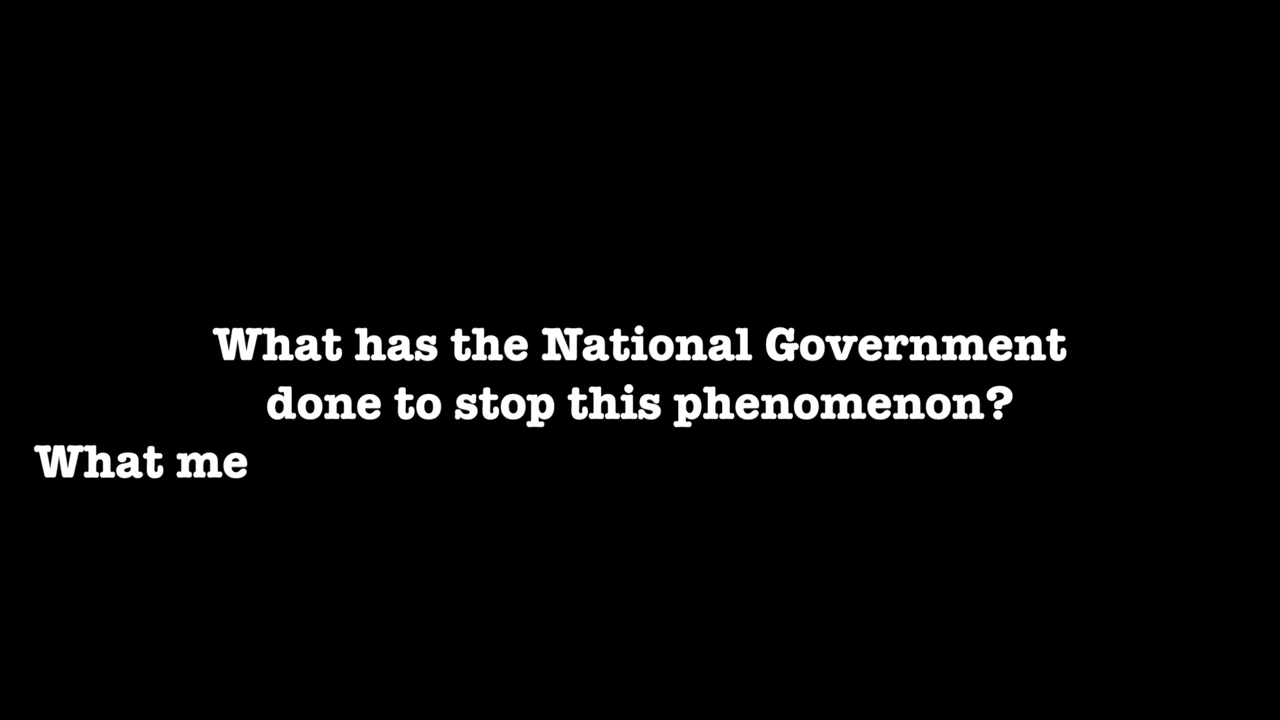 What has the National Government
done to stop this phenomenon?
What me